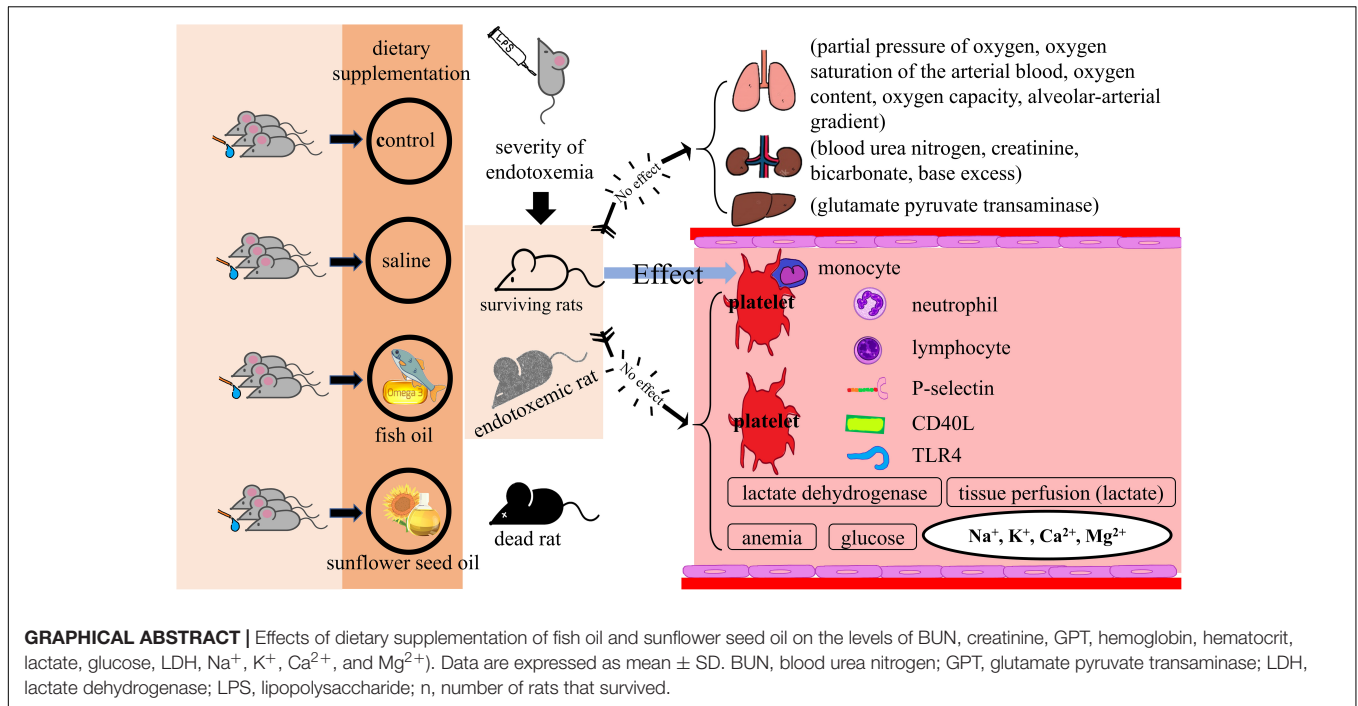 dietary
supplementation
control
saline
Omega 3
fish oil
sunflower seed oil
LPS
severity of
endotoxemia
surviving rats
endotoxemic rat
x
dead rat
No effect
Effect
No effect
(partial pressure of oxygen, oxygen
saturation of the arterial blood, oxygen
content, oxygen capacity, alveolar-arterial
gradient)
(blood urea nitrogen, creatinine,
bicarbonate, base excess)
(glutamate pyruvate transaminase)
monocyte
platelet
neutrophil
lymphocyte
P-selectin
platelet
CD40L
TLR4
lactate dehydrogenase
tissue perfusion (lactate)
anemia
glucose
Na⁺, K⁺, Ca²⁺, Mg²⁺
GRAPHICAL ABSTRACT | Effects of dietary supplementation of fish oil and sunflower seed oil on the levels of BUN, creatinine, GPT, hemoglobin, hematocrit,
lactate, glucose, LDH, Na⁺, K⁺, Ca²⁺, and Mg²⁺). Data are expressed as mean ± SD. BUN, blood urea nitrogen; GPT, glutamate pyruvate transaminase; LDH,
lactate dehydrogenase; LPS, lipopolysaccharide; n, number of rats that survived.